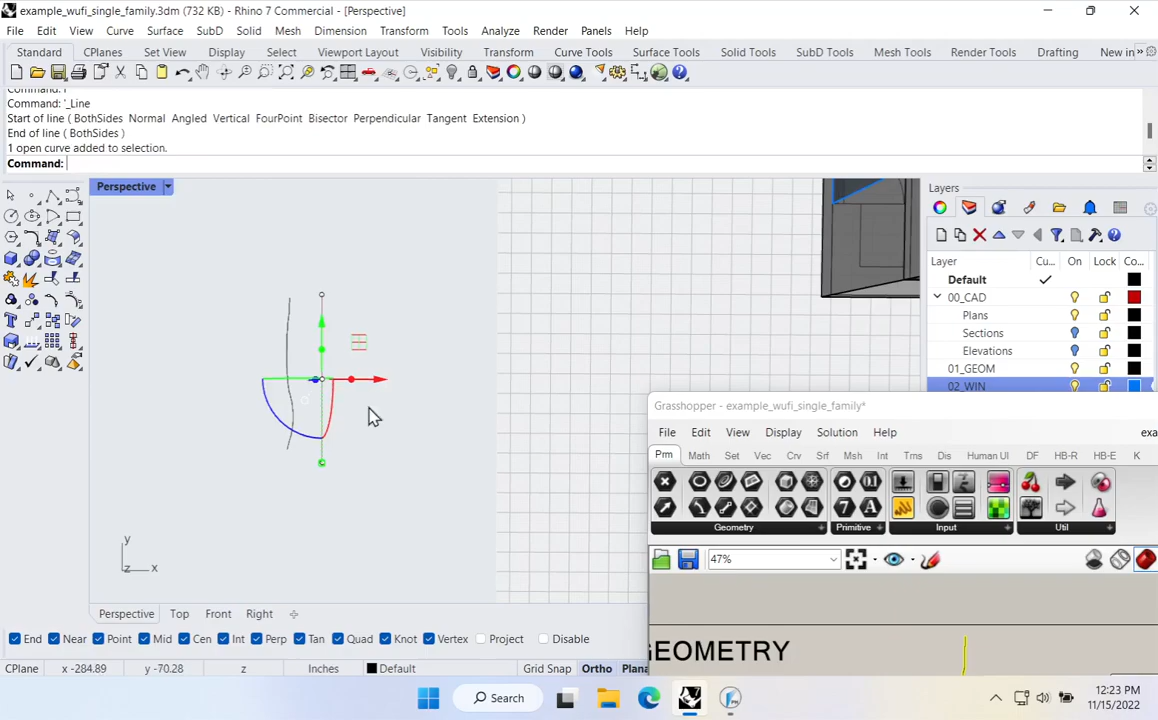 example_wufi_single_family.3dm (732 KB) - Rhino 7 Commercial - [Perspective]
File Edit View Curve Surface SubD Solid Mesh Dimension Transform Tools Analyze Render Panels Help
Standard CPlanes Set View Display Select Viewport Layout Visibility Transform Curve Tools Surface Tools Solid Tools SubD Tools Mesh Tools Render Tools Drafting New in
Command: '_Line
Start of line ( BothSides Normal Angled Vertical FourPoint Bisector Perpendicular Tangent Extension )
End of line ( BothSides )
1 open curve added to selection.
Command:
Perspective
Layers
Layer Cu... On Lock Co...
Default
00_CAD
Plans
Sections
Elevations
01_GEOM
02_WIN
Grasshopper - example_wufi_single_family*
File Edit View Display Solution Help exa
Prm Math Set Vec Crv Srf Msh Int Trns Dis Human UI DF HB-R HB-E K
Geometry Primitive Input Util
47%
GEOMETRY
y
z x
Perspective Top Front Right
End Near Point Mid Cen Int Perp Tan Quad Knot Vertex Project Disable
CPlane x -284.89 y -70.28 z Inches Default Grid Snap Ortho Plana
Search
12:23 PM
11/15/2022